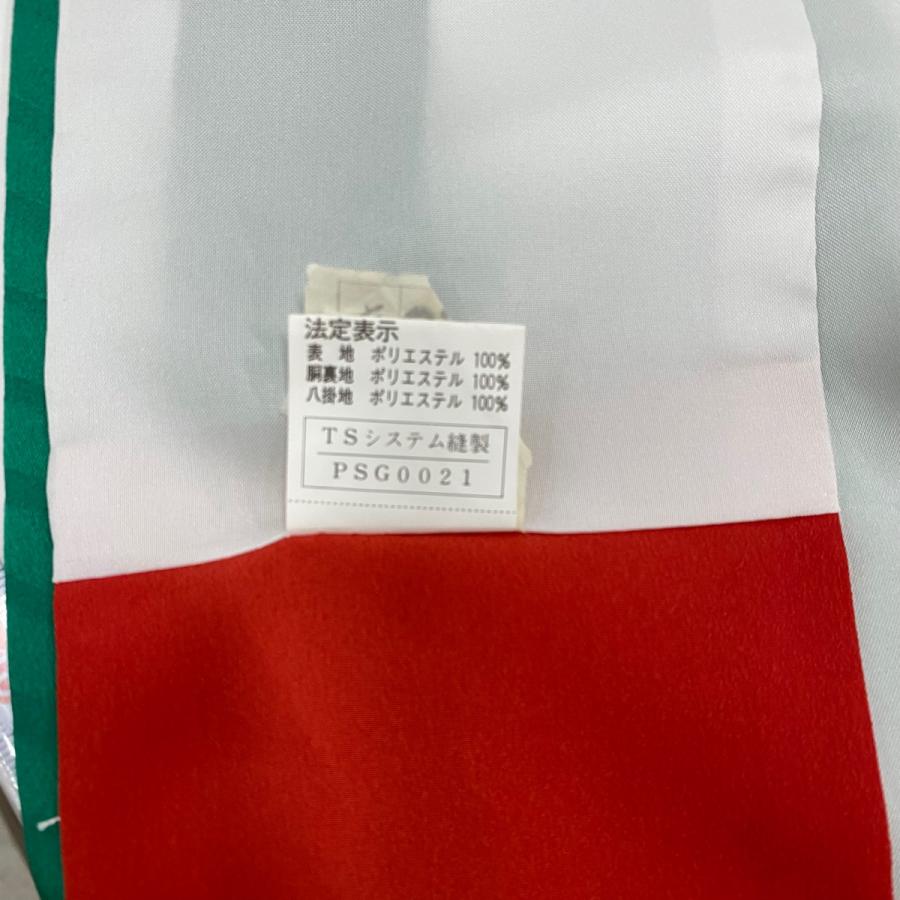 法定表示
表　地　ポリエステル 100%
胴裏地　ポリエステル 100%
八掛地　ポリエステル 100%
TSシステム縫製
PSG0021